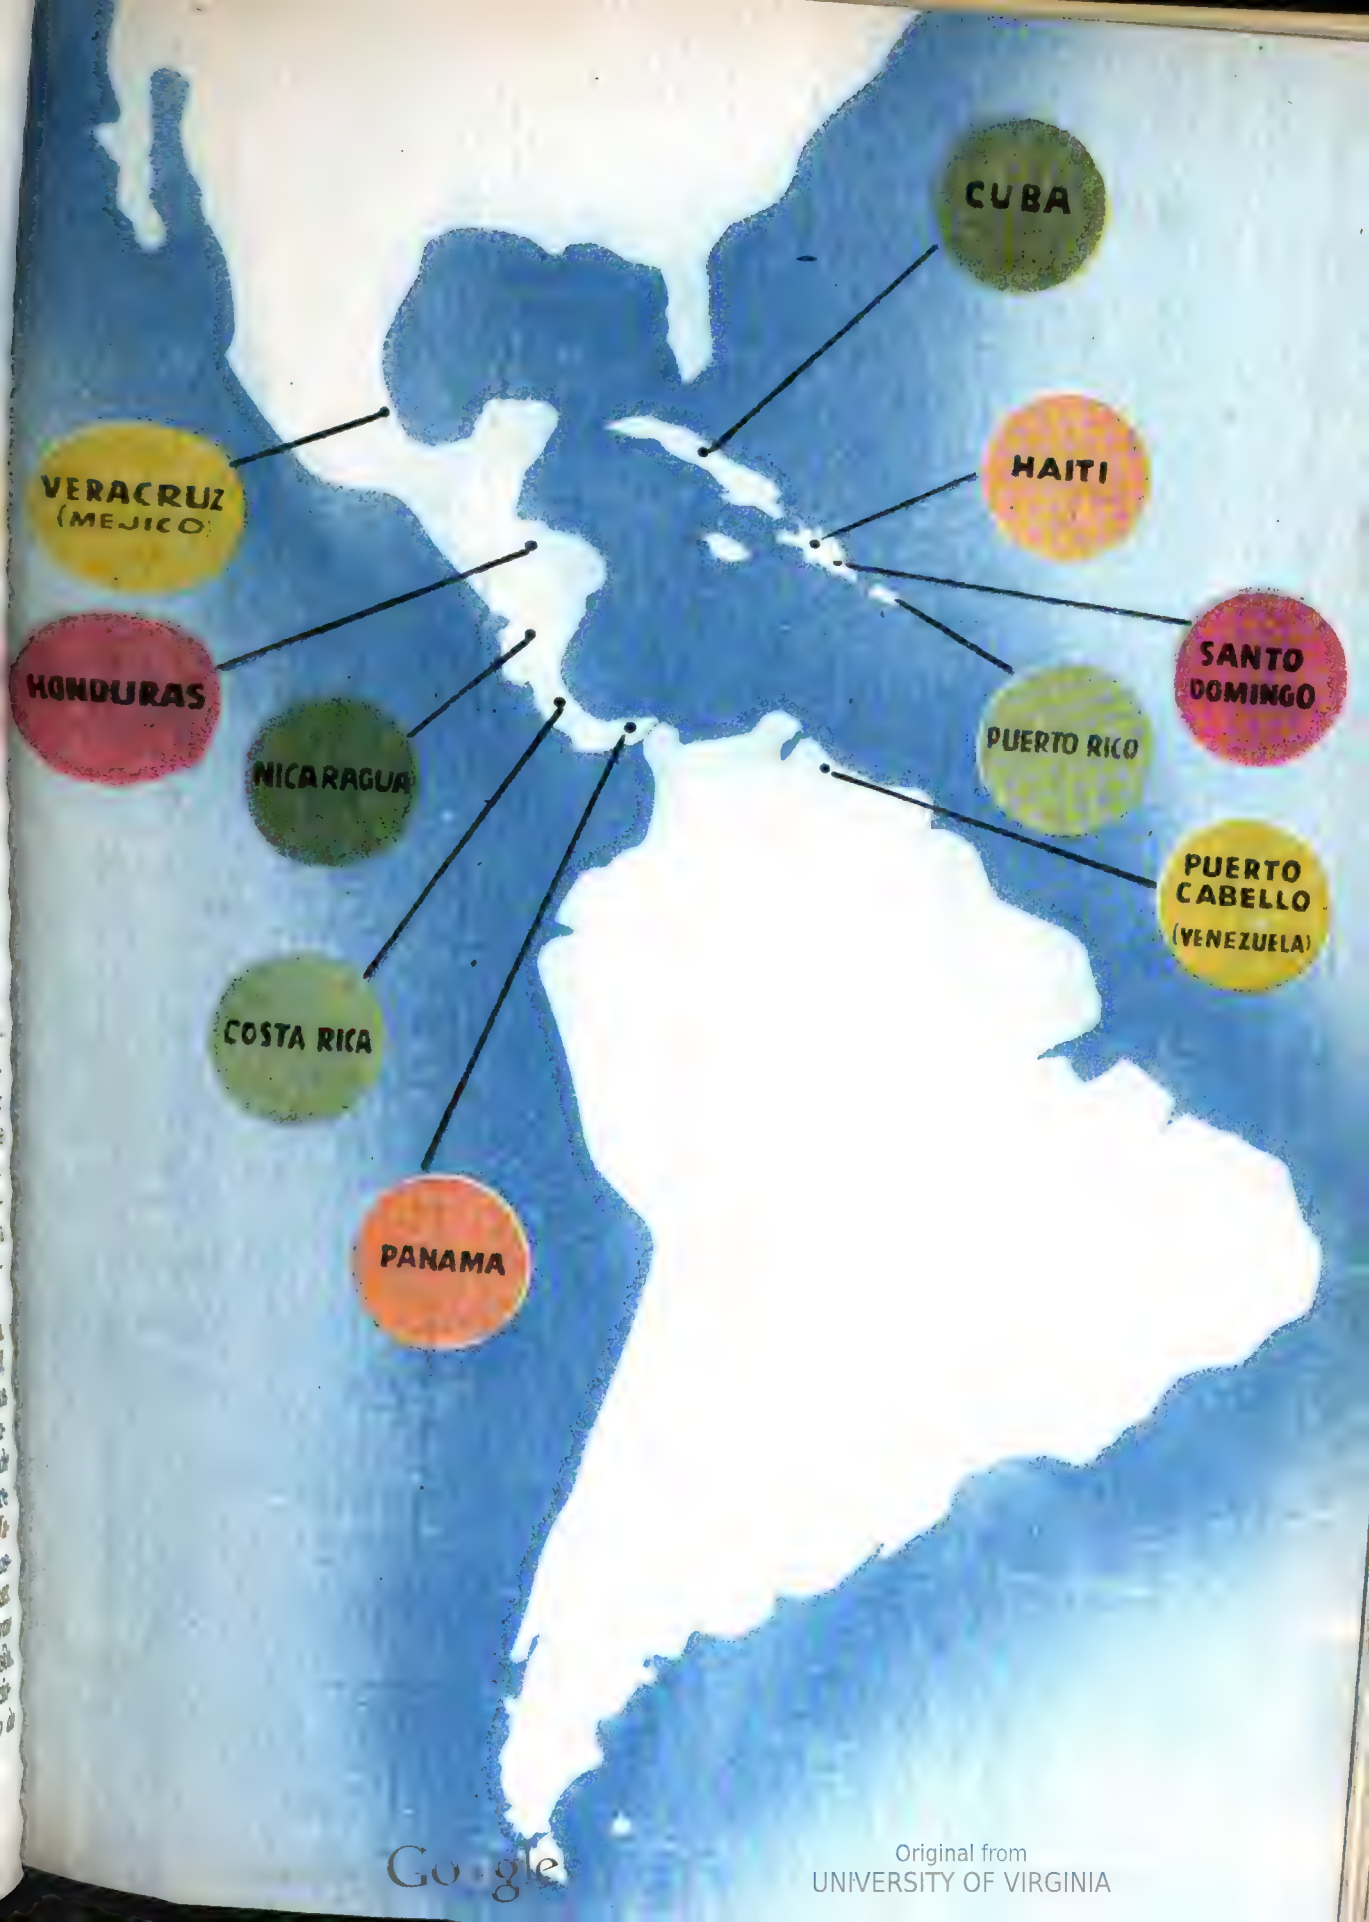 CUBA
HAITI
VERACRUZ
(MEJICO)
SANTO
DOMINGO
HONDURAS
PUERTO RICO
NICARAGUA
PUERTO
CABELLO
(VENEZUELA)
COSTA RICA
PANAMA
Google
Original from
UNIVERSITY OF VIRGINIA